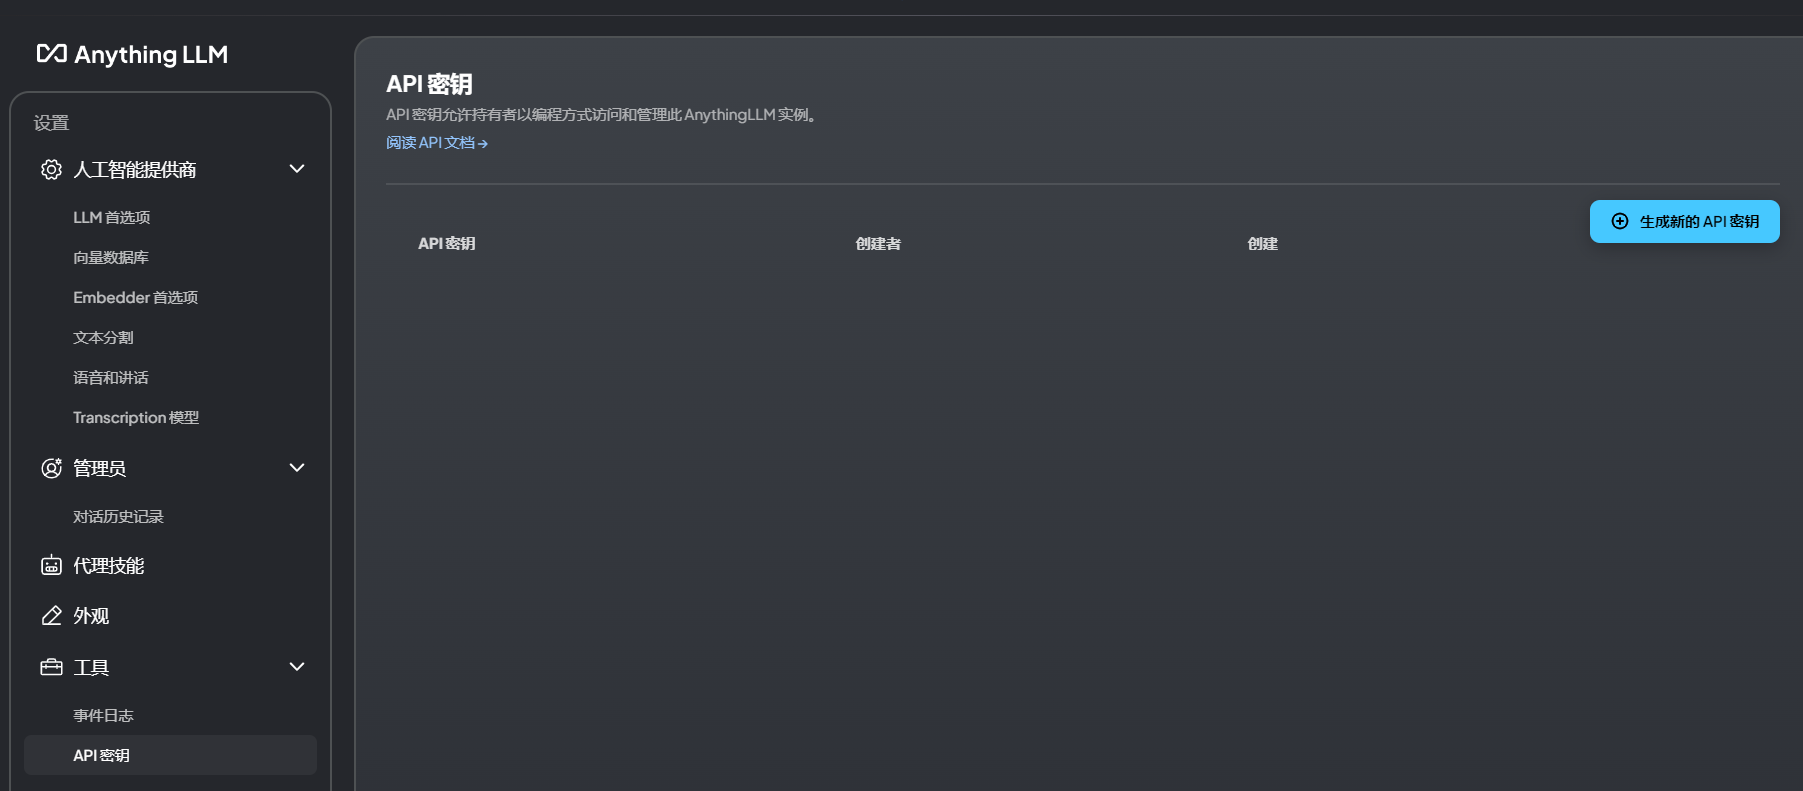 Anything LLM
设置
人工智能提供商
LLM 首选项
向量数据库
Embedder 首选项
文本分割
语音和讲话
Transcription 模型
管理员
对话历史记录
代理技能
外观
工具
事件日志
API 密钥
API 密钥
API 密钥允许持有者以编程方式访问和管理此 AnythingLLM 实例。
阅读 API 文档 →
生成新的 API 密钥
API 密钥 创建者 创建